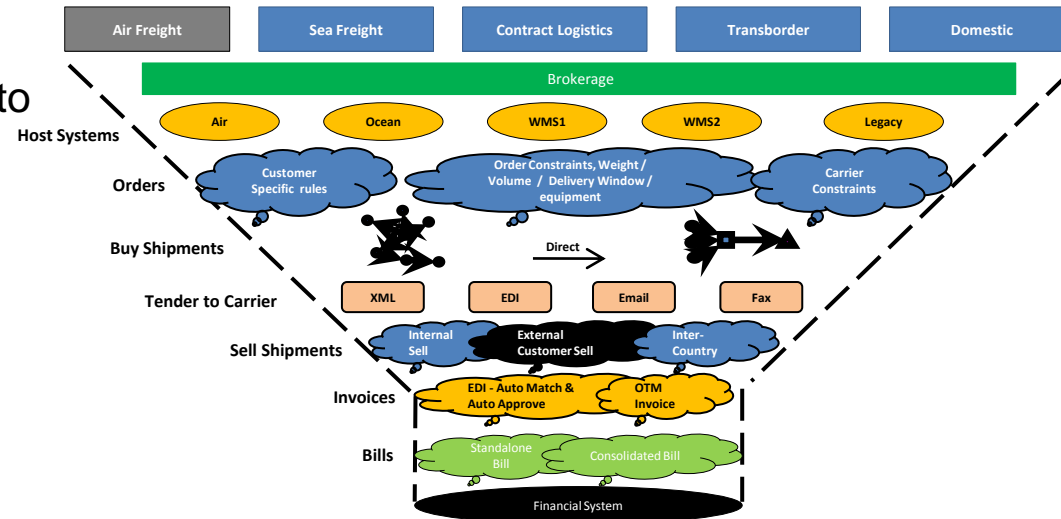 Air Freight
Sea Freight
Contract Logistics
Transborder
Domestic
to
Brokerage
Host Systems
Air
Ocean
WMS1
WMS2
Legacy
Orders
Customer
Specific rules
Order Constraints, Weight /
Volume / Delivery Window /
equipment
Carrier
Constraints
Buy Shipments
Direct
Tender to Carrier
XML
EDI
Email
Fax
Sell Shipments
Internal
Sell
External
Customer Sell
Inter-
Country
Invoices
EDI - Auto Match &
Auto Approve
OTM
Invoice
Bills
Standalone
Bill
Consolidated Bill
Financial System